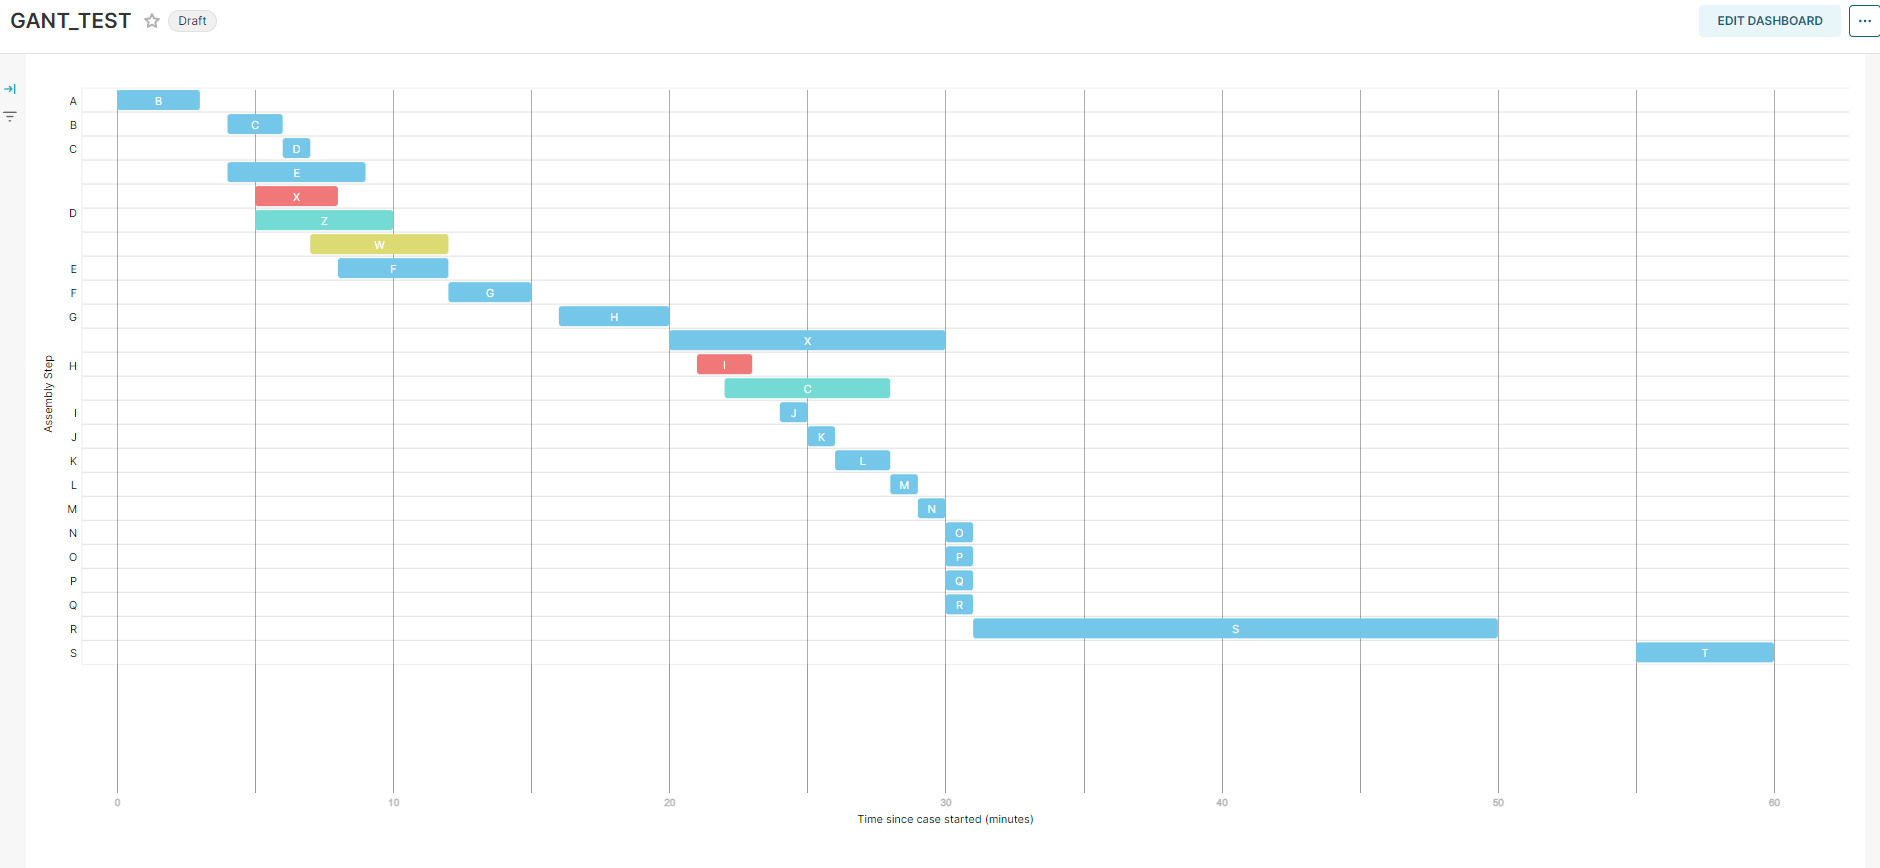 GANT_TEST Draft EDIT DASHBOARD ...
A B
B C
C D
E
X
D Z
W
E F
F G
G H
X
H I
C
I J
J K
K L
L M
M N
N O
O P
P Q
Q R
R S
S T
Assembly Step
0 10 20 30 40 50 60
Time since case started (minutes)